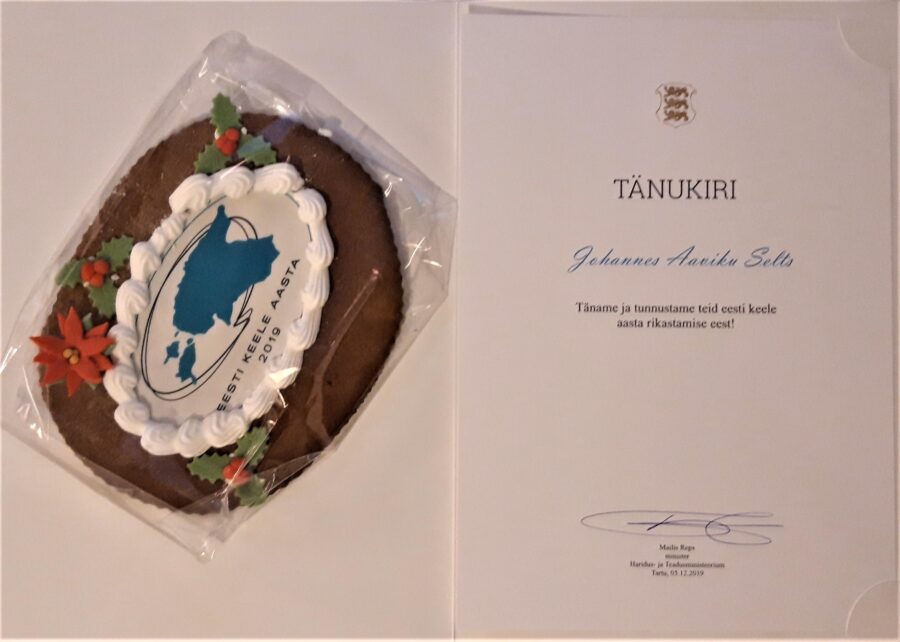 EESTI KEELE AASTA
2019
TÄNUKIRI
Johannes Aaviku Selts
Täname ja tunnustame teid eesti keele
aasta rikastamise eest!
Mailis Reps
minister
Haridus- ja Teadusministeerium
Tartu, 05.12.2019